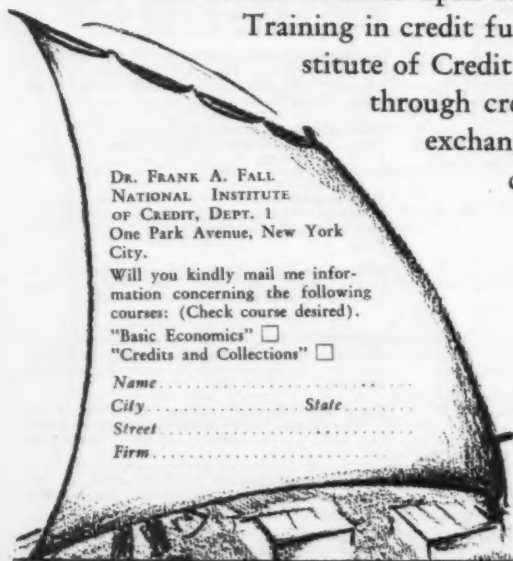 Training in credit fu
stitute of Credit
through cre
exchan
DR. FRANK A. FALL
NATIONAL INSTITUTE
OF CREDIT, DEPT. 1
One Park Avenue, New York
City.
Will you kindly mail me infor-
mation concerning the following
courses: (Check course desired).
"Basic Economics" ☐
"Credits and Collections" ☐
Name
City State
Street
Firm